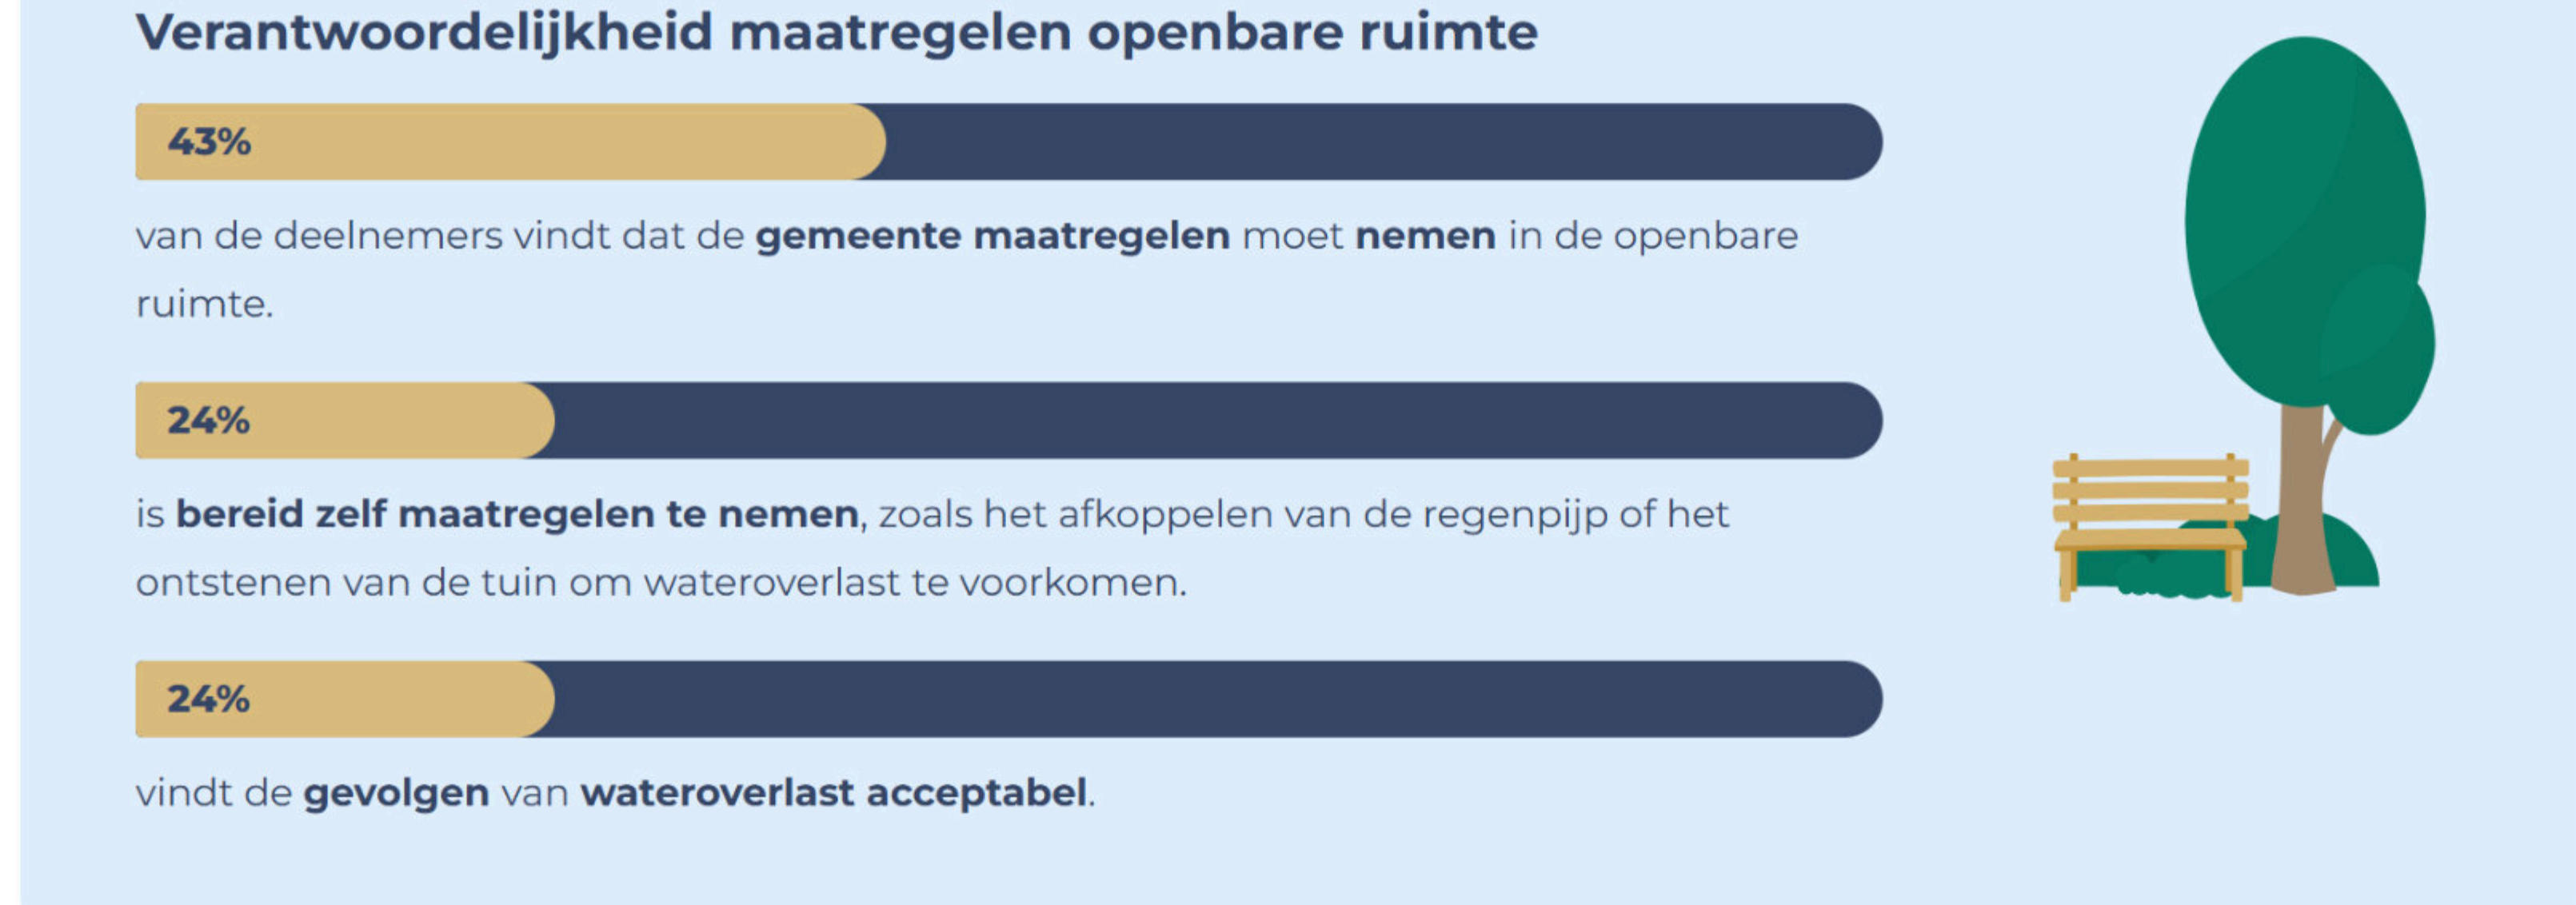 Verantwoordelijkheid maatregelen openbare ruimte
43%
van de deelnemers vindt dat de gemeente maatregelen moet nemen in de openbare
ruimte.
24%
is bereid zelf maatregelen te nemen, zoals het afkoppelen van de regenpijp of het
ontstenen van de tuin om wateroverlast te voorkomen.
24%
vindt de gevolgen van wateroverlast acceptabel.